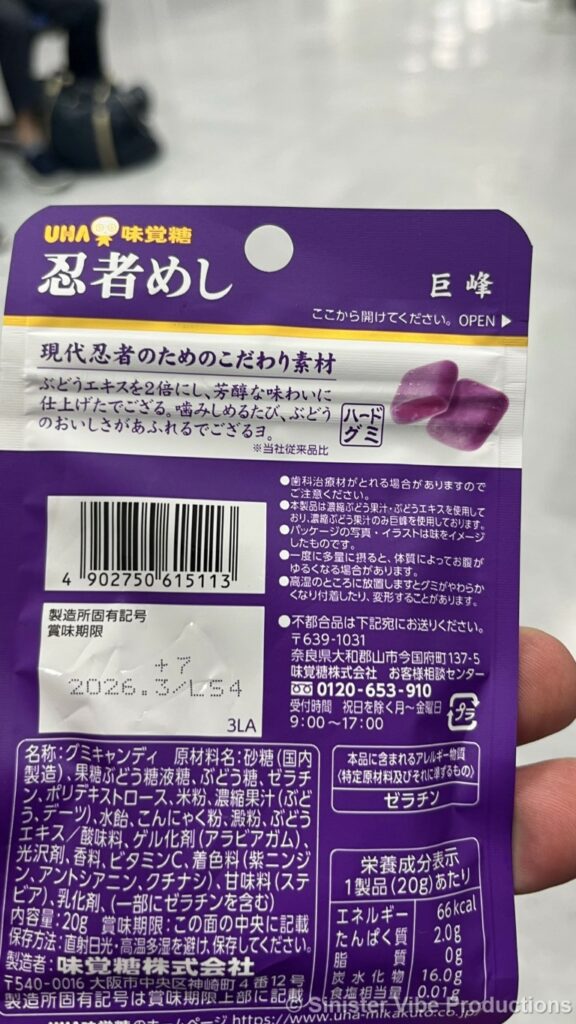 UHA 味覚糖
忍者めし
巨峰
ここから開けてください。OPEN▶
現代忍者のためのこだわり素材
ぶどうエキスを2倍にし、芳醇な味わいに
仕上げたでござる。噛みしめるたび、ぶどう
のおいしさがあふれるでござるヨ。
※当社従来品比
ハード
グミ
●歯科治療材がとれる場合がありますので
ご注意ください。
●本製品は濃縮ぶどう果汁・ぶどうエキスを使用して
おり、濃縮ぶどう果汁のみ巨峰を使用しております。
●パッケージの写真・イラストは味をイメージ
したものです。
●一度に多量に摂ると、体質によってお腹が
ゆるくなる場合があります。
●高温のところに放置しますとグミがやわらか
くなり付着したり、変形することがあります。
4 902750 615113
製造所固有記号
賞味期限
+7
2026.3/L54
3LA
●不都合品は下記宛にお送りください。
〒639-1031
奈良県大和郡山市今国府町137-5
味覚糖株式会社 お客様相談センター
0120-653-910
受付時間 祝日を除く月~金曜日
9:00~17:00
プラ
名称:グミキャンディ 原材料名:砂糖(国内
製造)、果糖ぶどう糖液糖、ぶどう糖、ゼラチ
ン、ポリデキストロース、米粉、濃縮果汁(ぶど
う、デーツ)、水飴、こんにゃく粉、澱粉、ぶどう
エキス/酸味料、ゲル化剤(アラビアガム)、
光沢剤、香料、ビタミンC、着色料(紫ニンジ
ン、アントシアニン、クチナシ)、甘味料(ステ
ビア)、乳化剤、(一部にゼラチンを含む)
内容量:20g 賞味期限:この面の中央に記載
保存方法:直射日光・高温多湿を避け、保存してください。
製造者:味覚糖株式会社
〒540-0016 大阪市中央区神崎町4番12号
製造所固有記号は賞味期限上部に記載
本品に含まれるアレルギー物質
(特定原材料及びそれに準ずるもの)
ゼラチン
栄養成分表示
1製品(20g)あたり
エネルギー 66kcal
たんぱく質 2.0g
脂質 0g
炭水化物 16.0g
食塩相当量 0.01g
UHA味覚糖のホームページ https://www.uha-mikakuto.co.jp/
© Sinister Vibe Productions